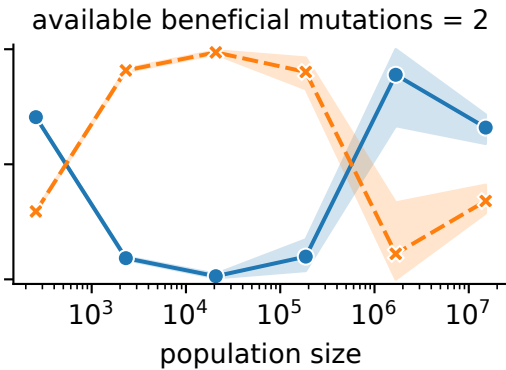 available beneficial mutations = 2
10³ 10⁴ 10⁵ 10⁶ 10⁷
population size